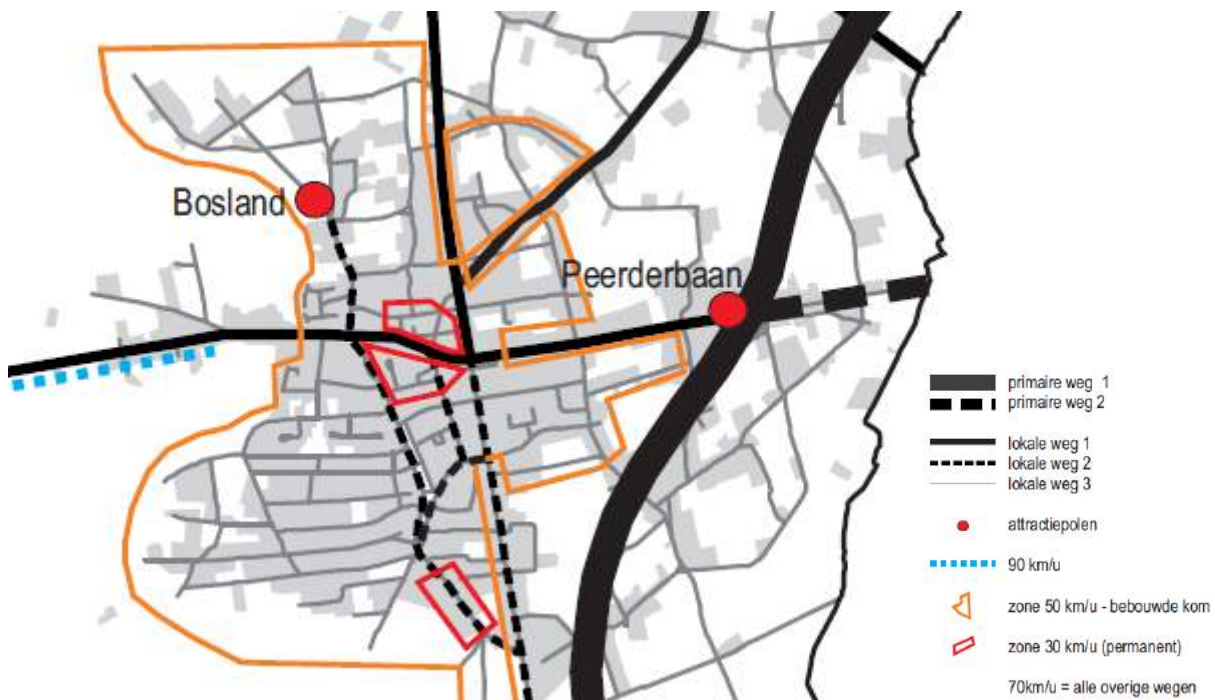 Bosland
Peerderbaan
primaire weg 1
primaire weg 2
lokale weg 1
lokale weg 2
lokale weg 3
attractiepolen
90 km/u
zone 50 km/u - bebouwde kom
zone 30 km/u (permanent)
70km/u = alle overige wegen